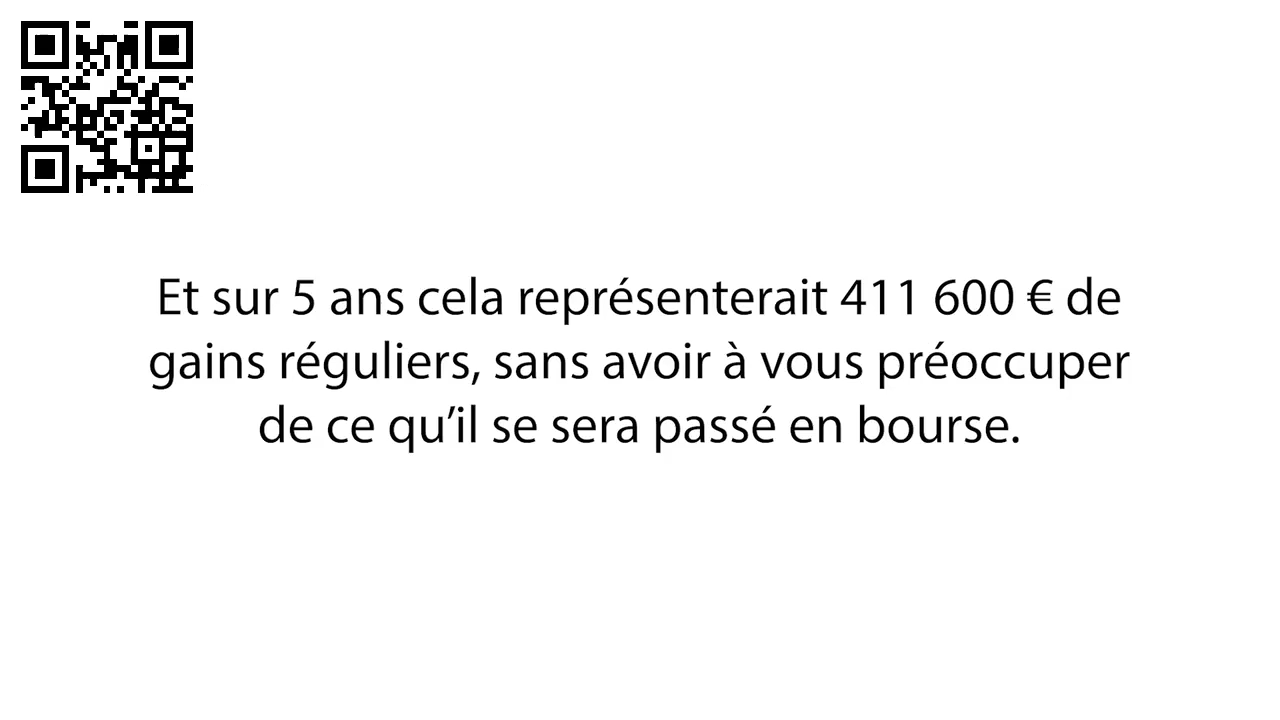 Et sur 5 ans cela représenterait 411 600 € de
gains réguliers, sans avoir à vous préoccuper
de ce qu’il se sera passé en bourse.